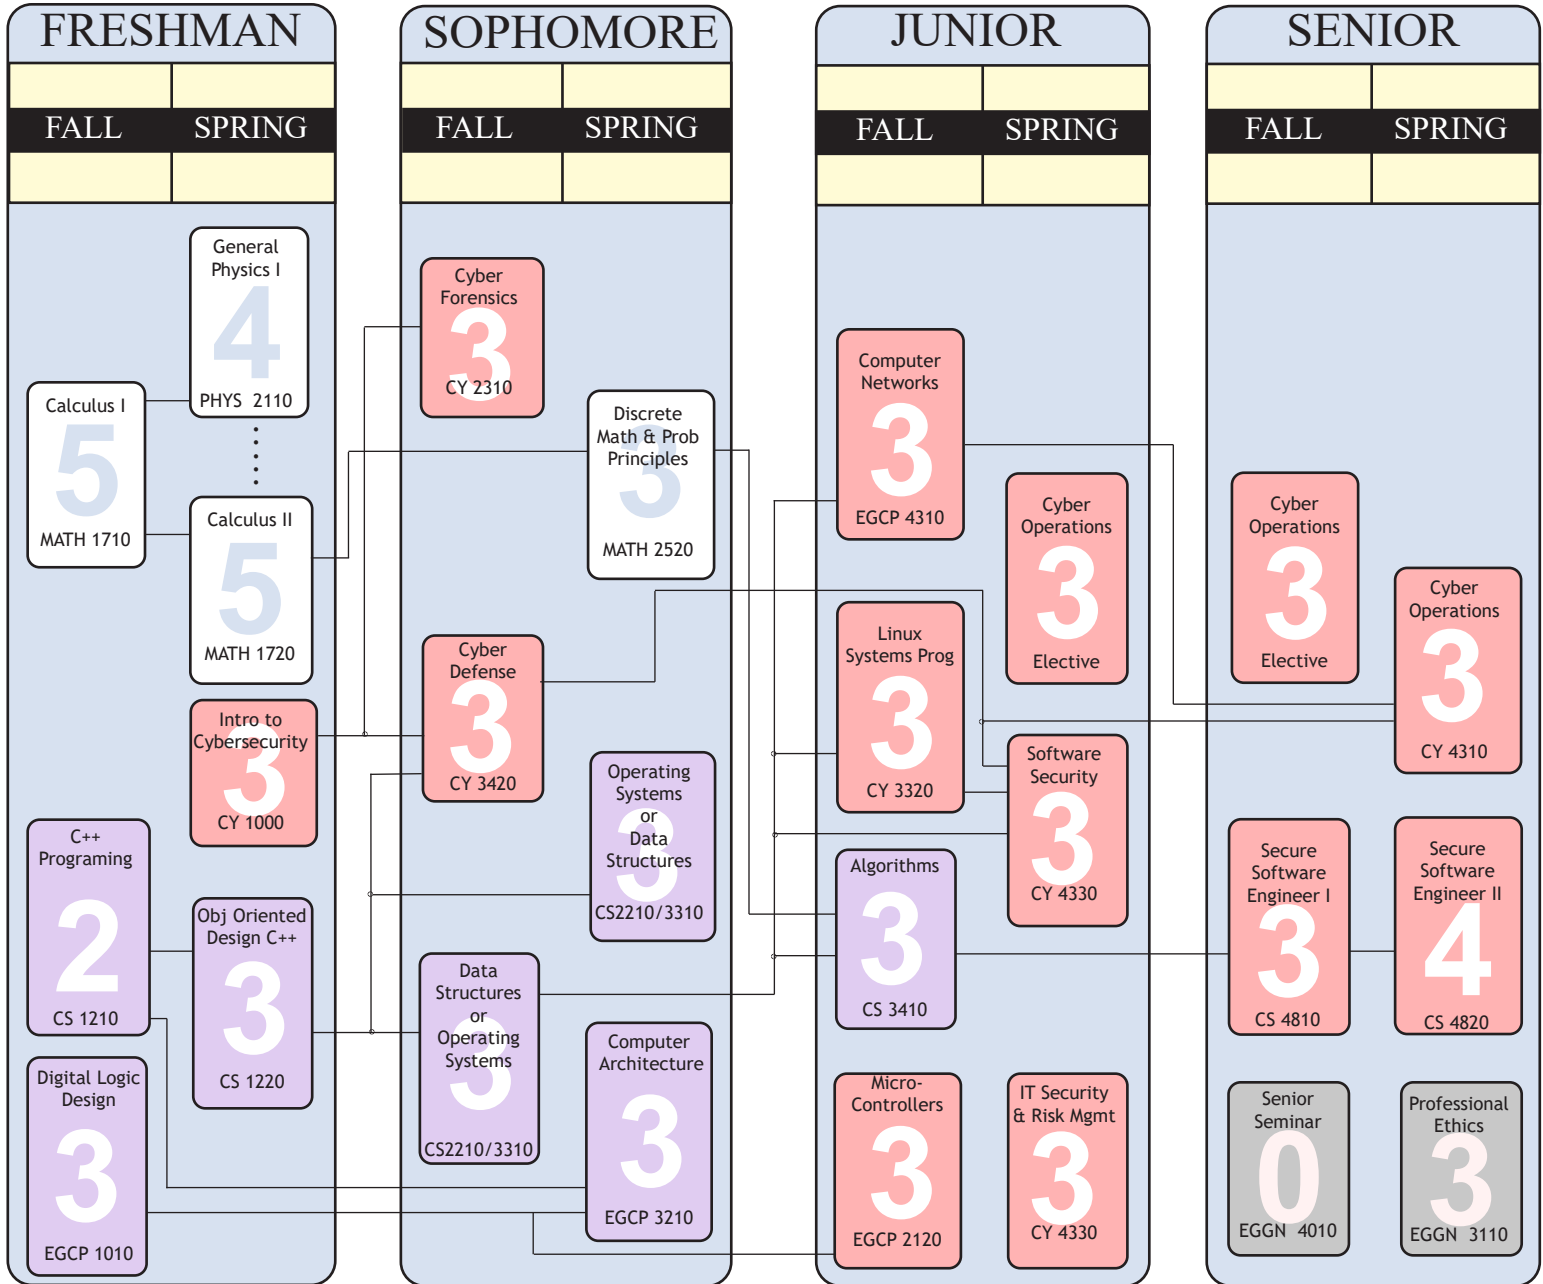 FRESHMAN
FALL SPRING
General
Physics I
4
PHYS 2110
Calculus I
5
MATH 1710
Calculus II
5
MATH 1720
Intro to
Cybersecurity
3
CY 1000
C++
Programing
2
CS 1210
Obj Oriented
Design C++
3
CS 1220
Digital Logic
Design
3
EGCP 1010
SOPHOMORE
FALL SPRING
Cyber
Forensics
3
CY 2310
Discrete
Math & Prob
Principles
3
MATH 2520
Cyber
Defense
3
CY 3420
Operating
Systems
or
Data
Structures
3
CS2210/3310
Data
Structures
or
Operating
Systems
3
CS2210/3310
Computer
Architecture
3
EGCP 3210
JUNIOR
FALL SPRING
Computer
Networks
3
EGCP 4310
Cyber
Operations
3
Elective
Linux
Systems Prog
3
CY 3320
Software
Security
3
CY 4330
Algorithms
3
CS 3410
Micro-
Controllers
3
EGCP 2120
IT Security
& Risk Mgmt
3
CY 4330
SENIOR
FALL SPRING
Cyber
Operations
3
Elective
Cyber
Operations
3
CY 4310
Secure
Software
Engineer I
3
CS 4810
Secure
Software
Engineer II
4
CS 4820
Senior
Seminar
0
EGGN 4010
Professional
Ethics
3
EGGN 3110